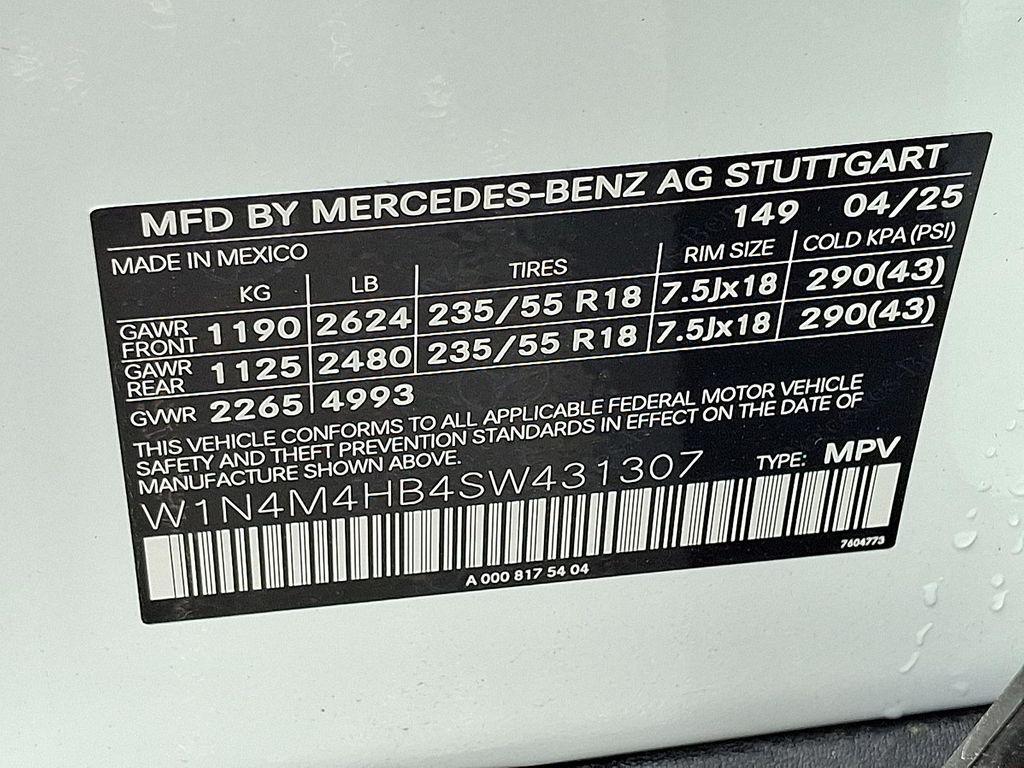 MFD BY MERCEDES-BENZ AG STUTTGART
149 04/25
MADE IN MEXICO
KG LB TIRES RIM SIZE COLD KPA (PSI)
GAWR FRONT 1190 2624 235/55 R18 7.5Jx18 290(43)
GAWR REAR 1125 2480 235/55 R18 7.5Jx18 290(43)
GVWR 2265 4993
THIS VEHICLE CONFORMS TO ALL APPLICABLE FEDERAL MOTOR VEHICLE
SAFETY AND THEFT PREVENTION STANDARDS IN EFFECT ON THE DATE OF
MANUFACTURE SHOWN ABOVE.
W1N4M4HB4SW431307 TYPE: MPV
A 000 817 54 04
7604773